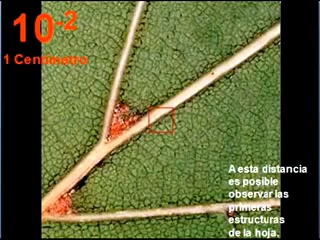 10-2
1 Centímetro
A esta distancia
es posible
observar las
primeras
estructuras
de la hoja.